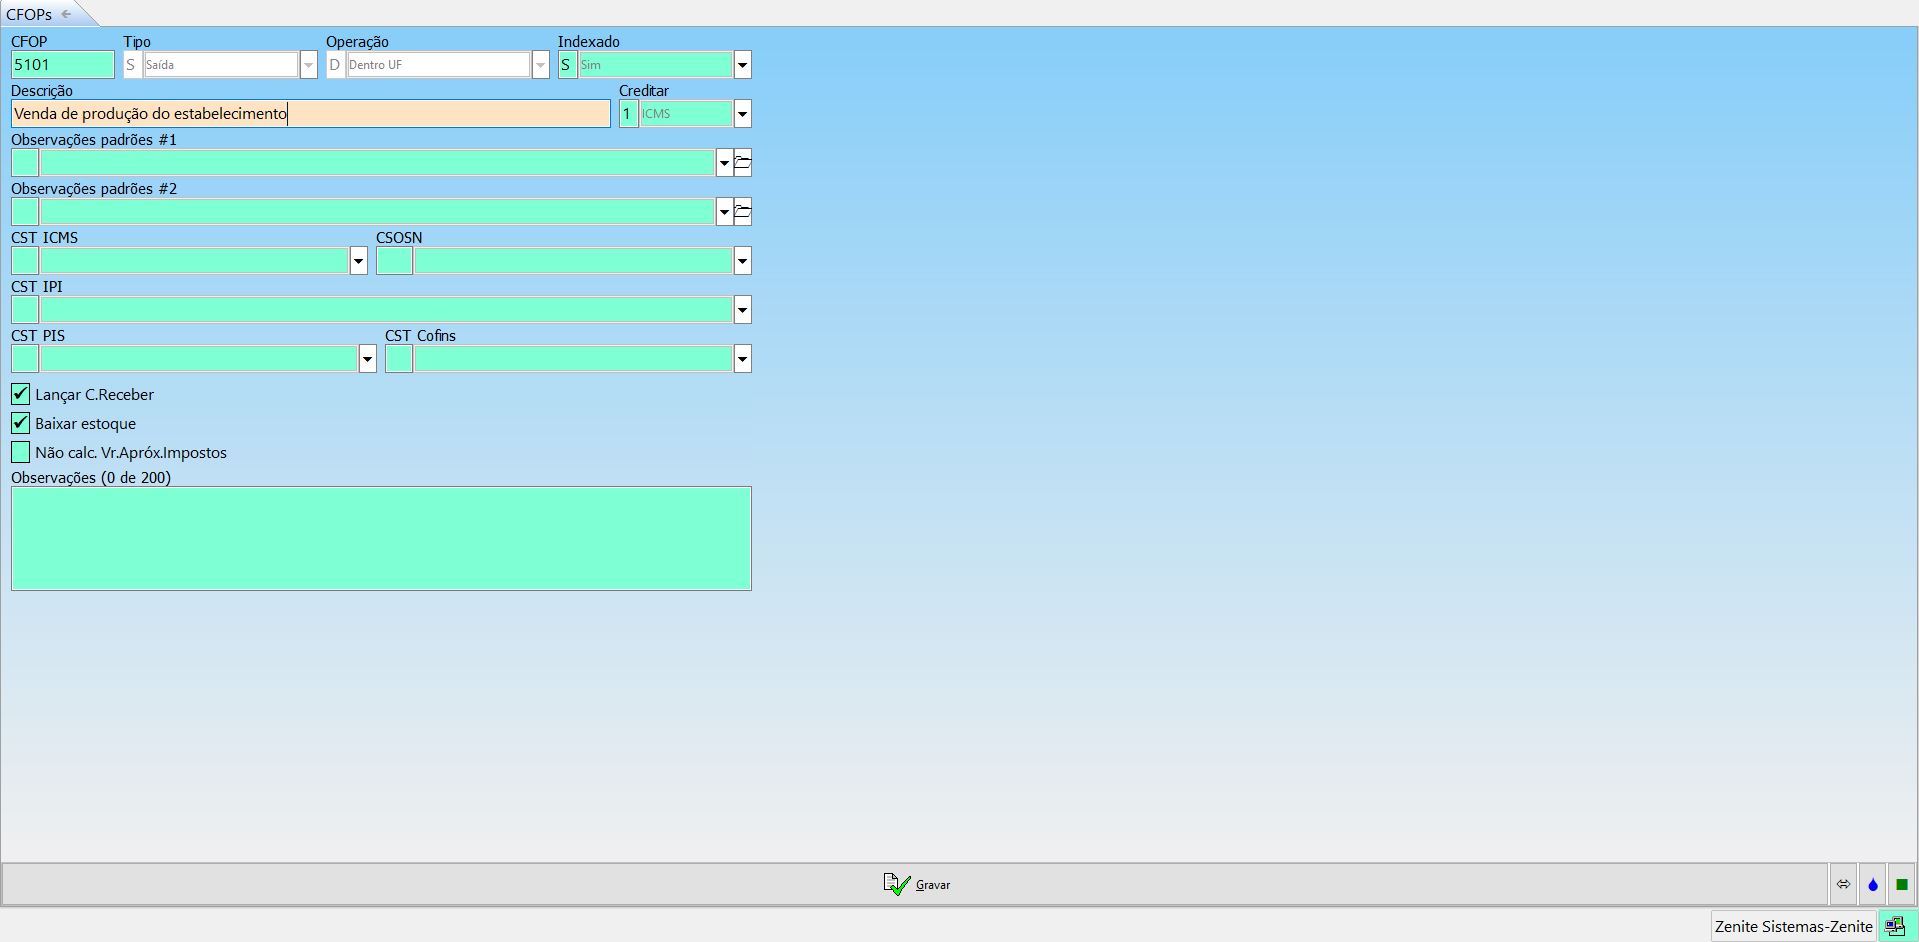 CFOPs
CFOP Tipo Operação Indexado
5101 S Saída D Dentro UF S Sim
Descrição Creditar
Venda de produção do estabelecimento 1 ICMS
Observações padrões #1
Observações padrões #2
CST ICMS CSOSN
CST IPI
CST PIS CST Cofins
Lançar C.Receber
Baixar estoque
Não calc. Vr.Apróx.Impostos
Observações (0 de 200)
Gravar
Zenite Sistemas-Zenite